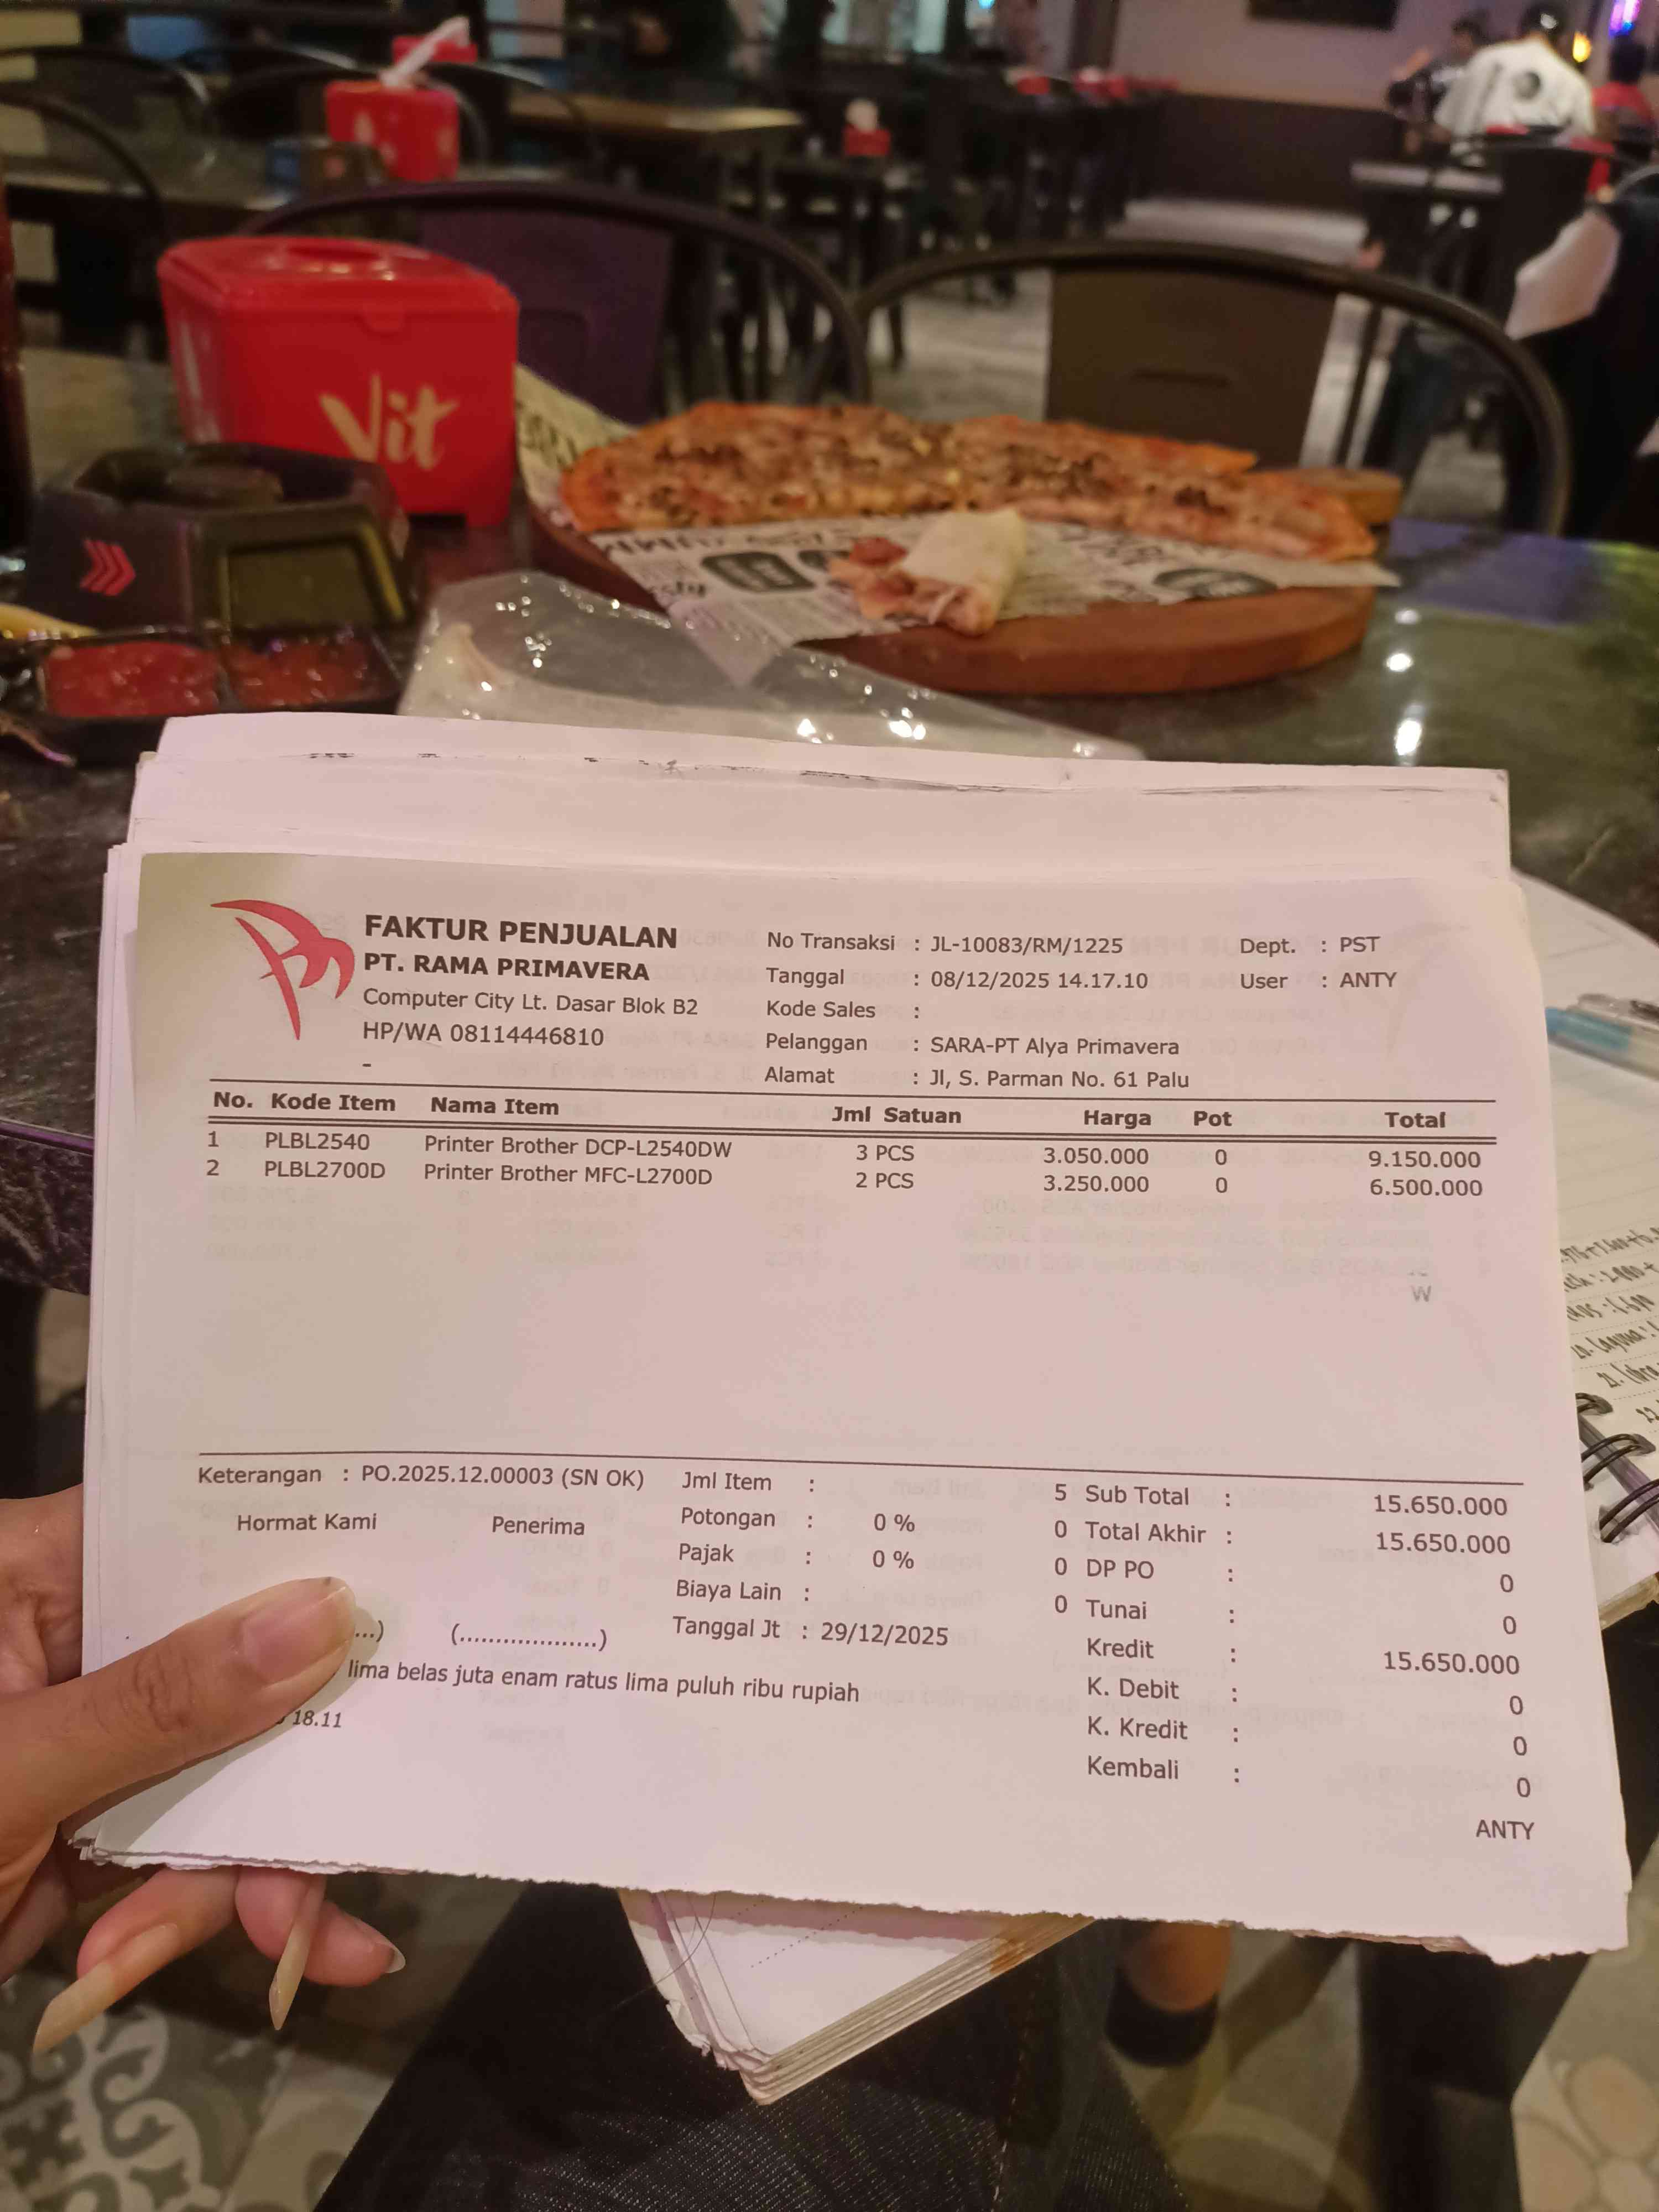 Vit
FAKTUR PENJUALAN
PT. RAMA PRIMAVERA
Computer City Lt. Dasar Blok B2
HP/WA 08114446810
-
No Transaksi : JL-10083/RM/1225 Dept. : PST
Tanggal : 08/12/2025 14.17.10 User : ANTY
Kode Sales :
Pelanggan : SARA-PT Alya Primavera
Alamat : Jl, S. Parman No. 61 Palu
No. Kode Item Nama Item Jml Satuan Harga Pot Total
1 PLBL2540 Printer Brother DCP-L2540DW 3 PCS 3.050.000 0 9.150.000
2 PLBL2700D Printer Brother MFC-L2700D 2 PCS 3.250.000 0 6.500.000
W
Keterangan : PO.2025.12.00003 (SN OK)
Hormat Kami Penerima
...) (....................)
Jml Item : 5
Potongan : 0 % 0
Pajak : 0 % 0
Biaya Lain : 0
Tanggal Jt : 29/12/2025
Sub Total : 15.650.000
Total Akhir : 15.650.000
DP PO : 0
Tunai : 0
Kredit : 15.650.000
K. Debit : 0
K. Kredit : 0
Kembali : 0
lima belas juta enam ratus lima puluh ribu rupiah
18.11
ANTY